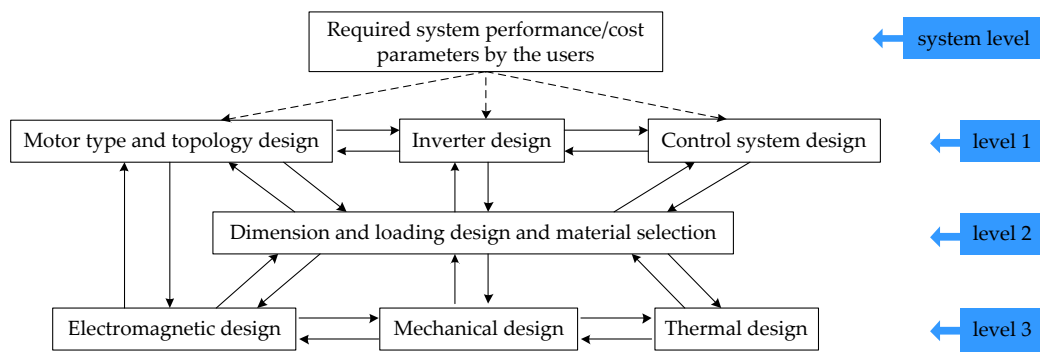 Required system performance/cost
parameters by the users
system level
Motor type and topology design
Inverter design
Control system design
level 1
Dimension and loading design and material selection
level 2
Electromagnetic design
Mechanical design
Thermal design
level 3